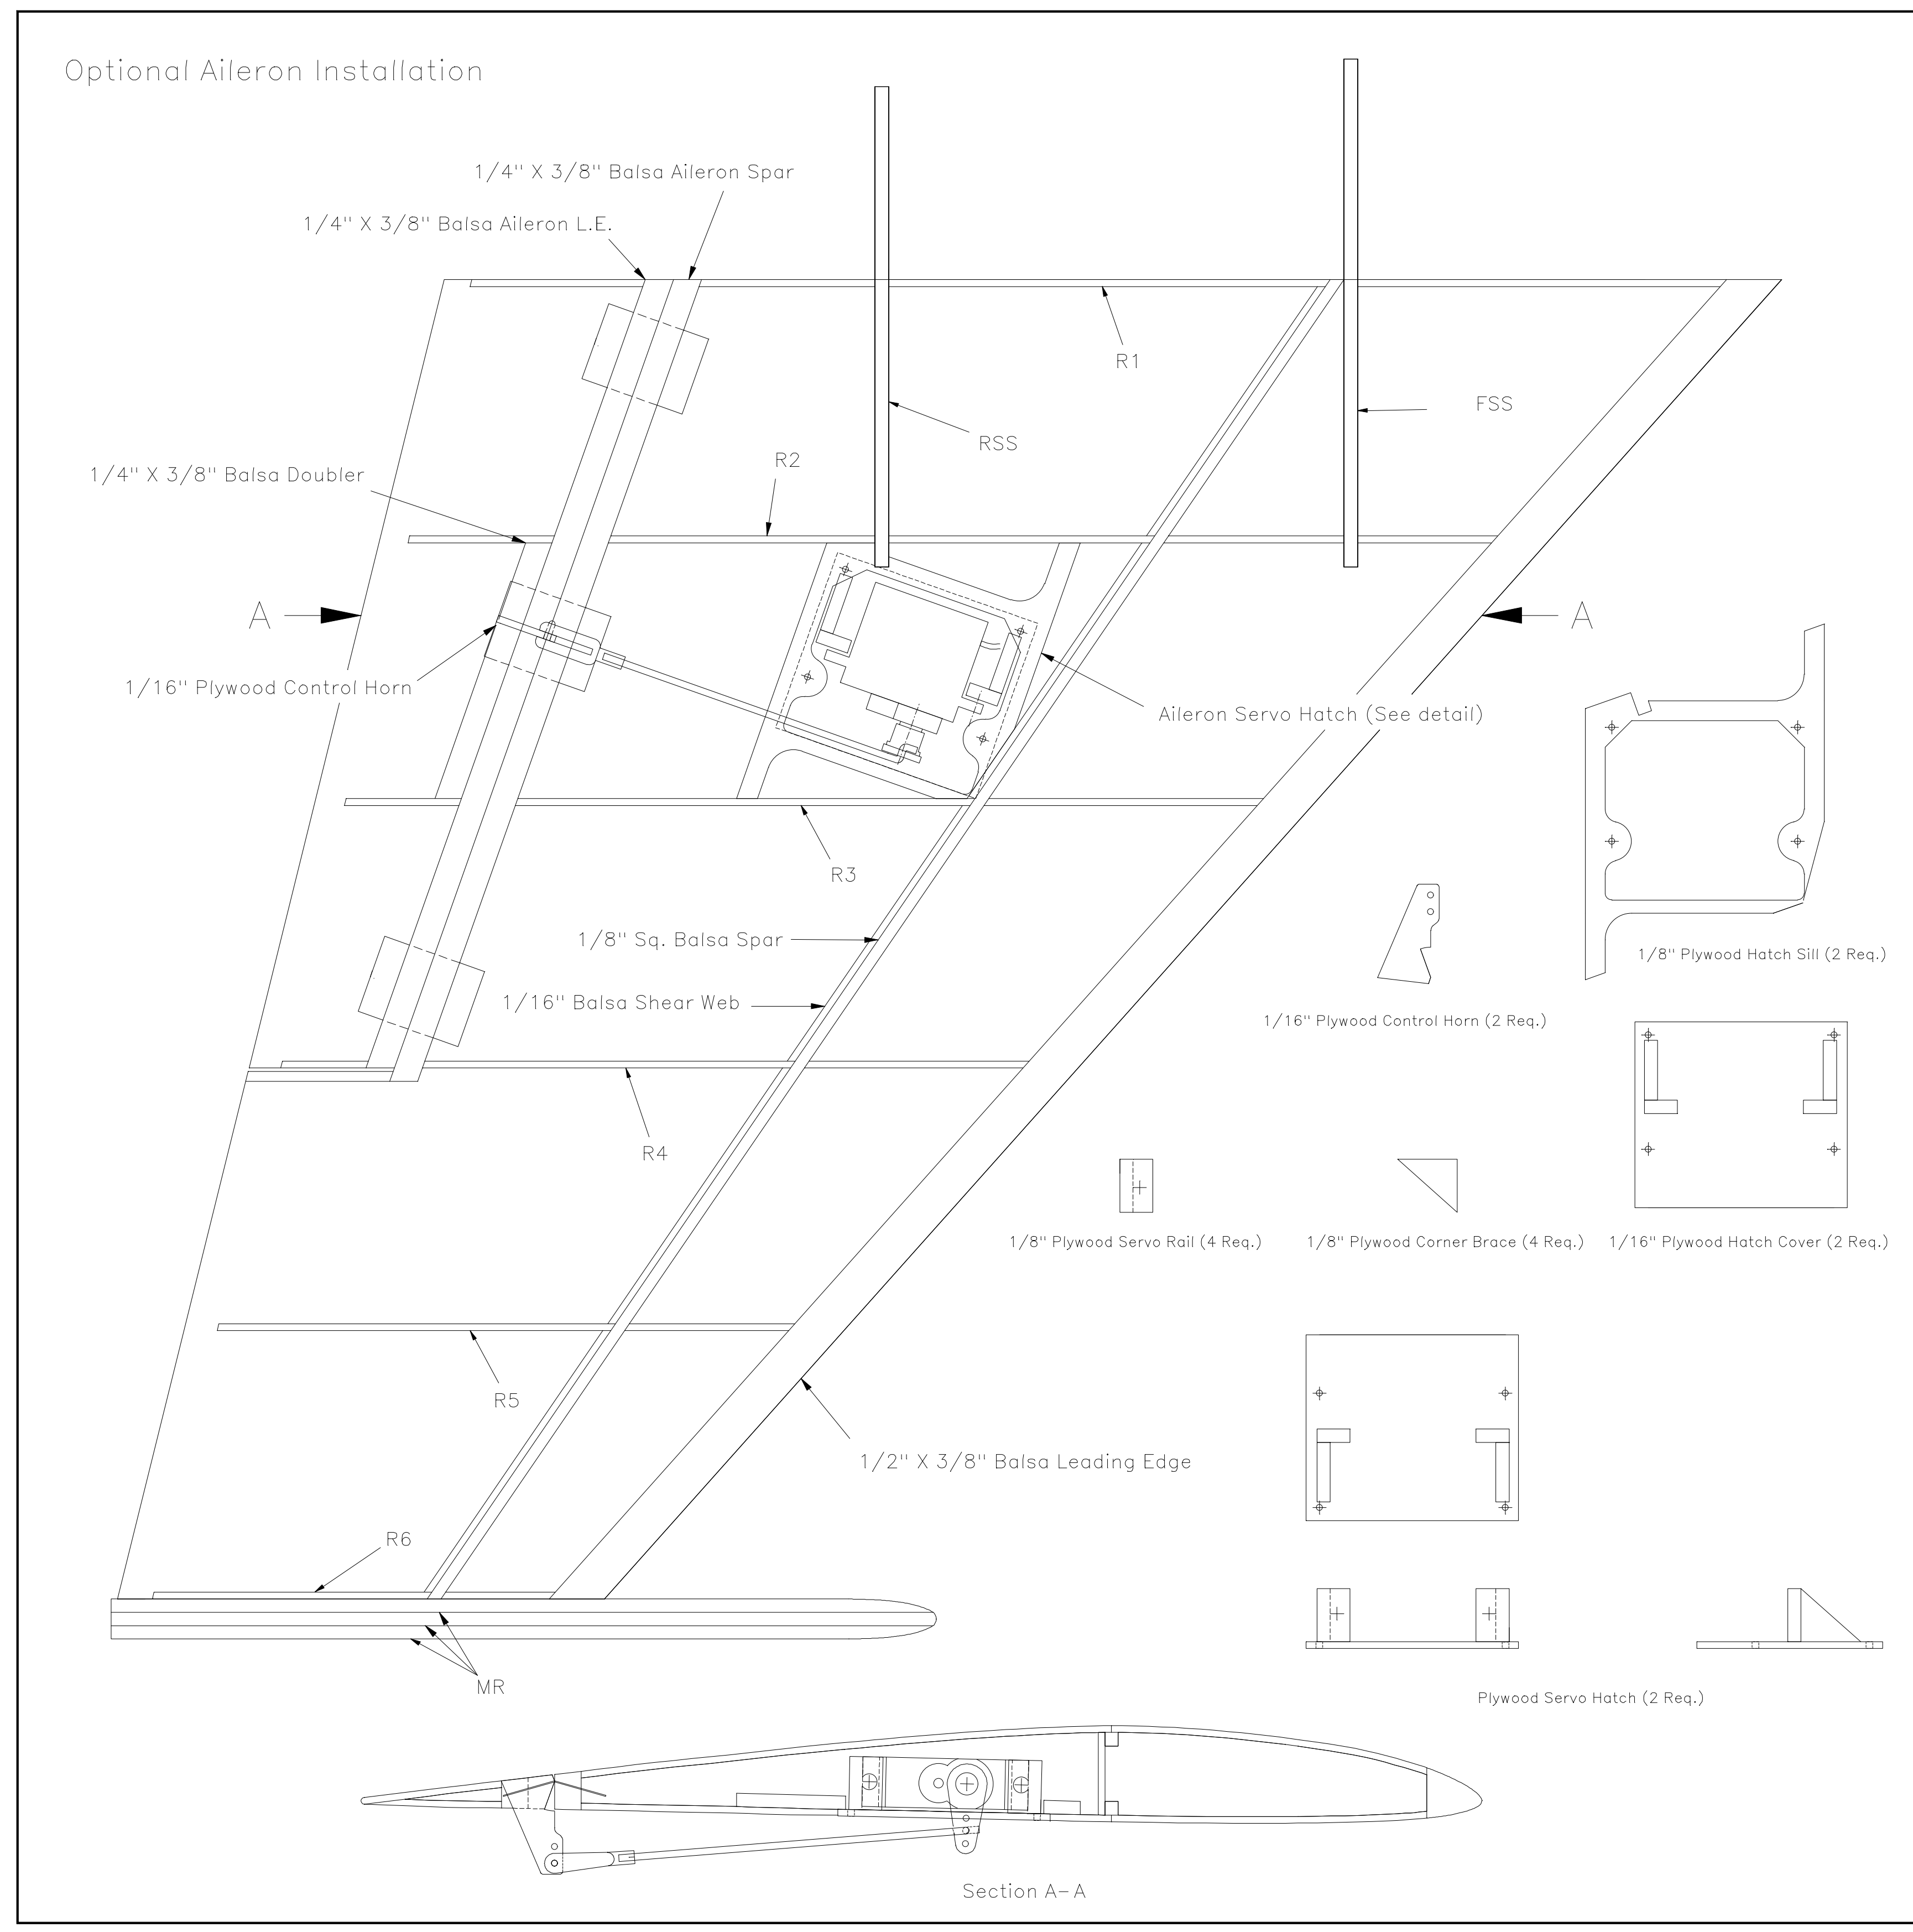 Optional Aileron Installation
1/4" X 3/8" Balsa Aileron Spar
1/4" X 3/8" Balsa Aileron L.E.
R1
FSS
RSS
R2
1/4" X 3/8" Balsa Doubler
A
A
1/16" Plywood Control Horn
Aileron Servo Hatch (See detail)
R3
1/8" Sq. Balsa Spar
1/8" Plywood Hatch Sill (2 Req.)
1/16" Balsa Shear Web
1/16" Plywood Control Horn (2 Req.)
R4
1/8" Plywood Servo Rail (4 Req.)
1/8" Plywood Corner Brace (4 Req.)
1/16" Plywood Hatch Cover (2 Req.)
R5
1/2" X 3/8" Balsa Leading Edge
R6
MR
Plywood Servo Hatch (2 Req.)
Section A-A